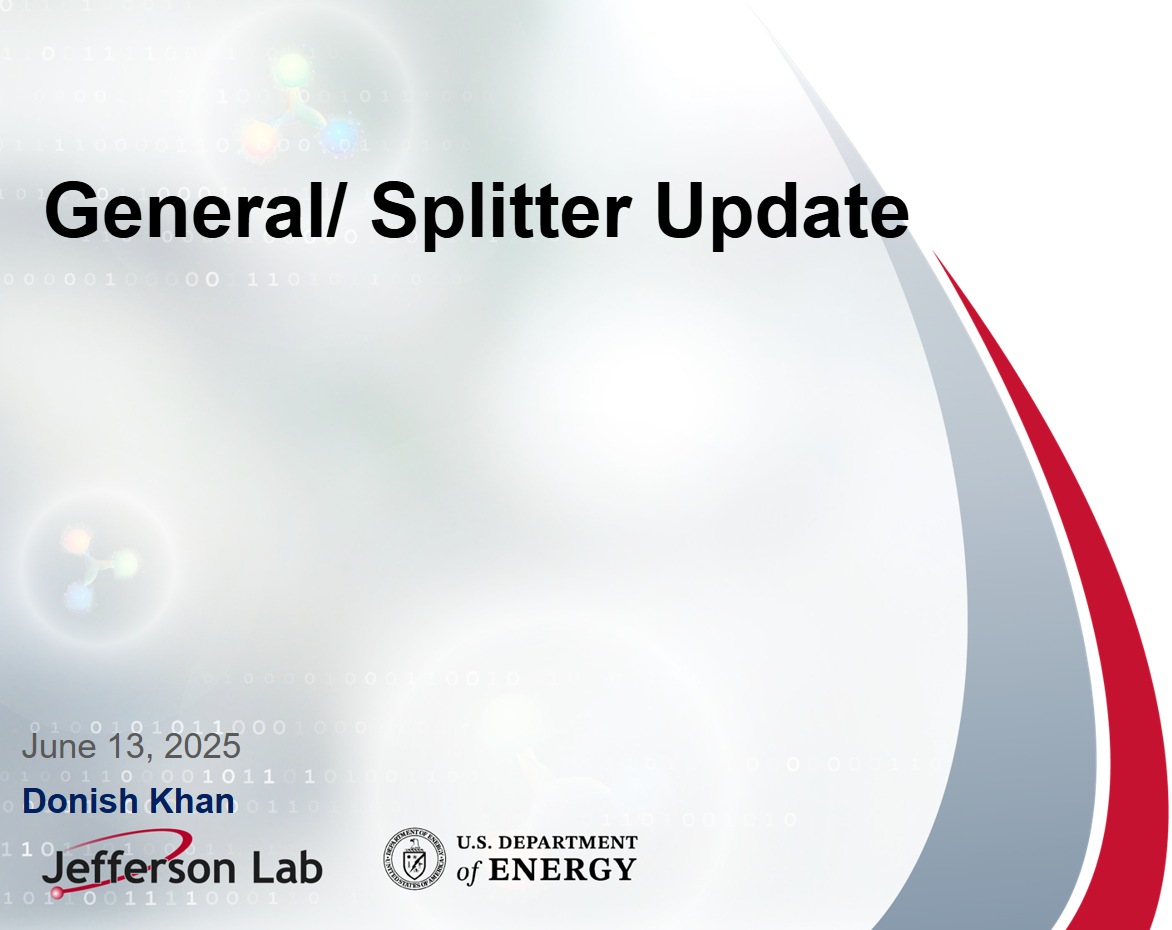 General/ Splitter Update
June 13, 2025
Donish Khan
Jefferson Lab
U.S. DEPARTMENT
of ENERGY